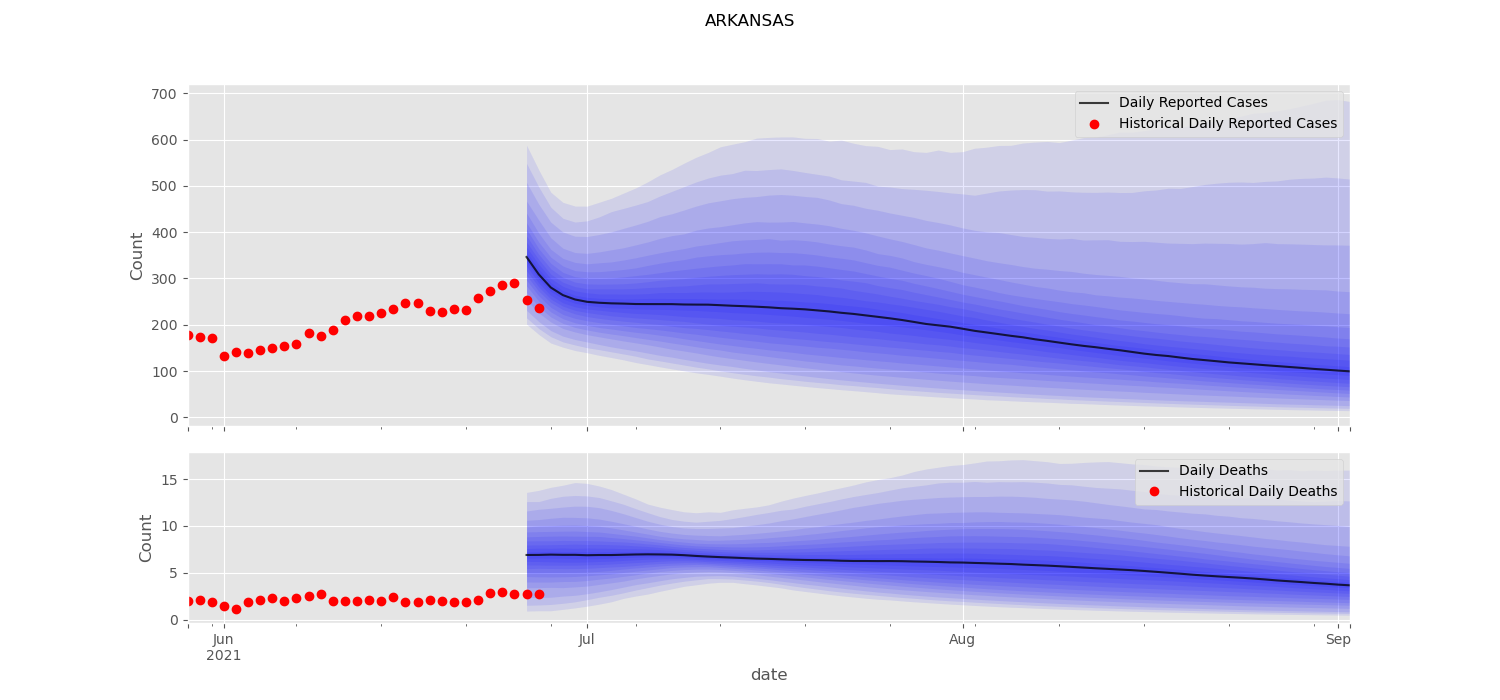 ARKANSAS
700
600
500
400
300
200
100
0
Count
Daily Reported Cases
Historical Daily Reported Cases
15
10
5
0
Count
Daily Deaths
Historical Daily Deaths
Jun Jul Aug Sep
2021
date